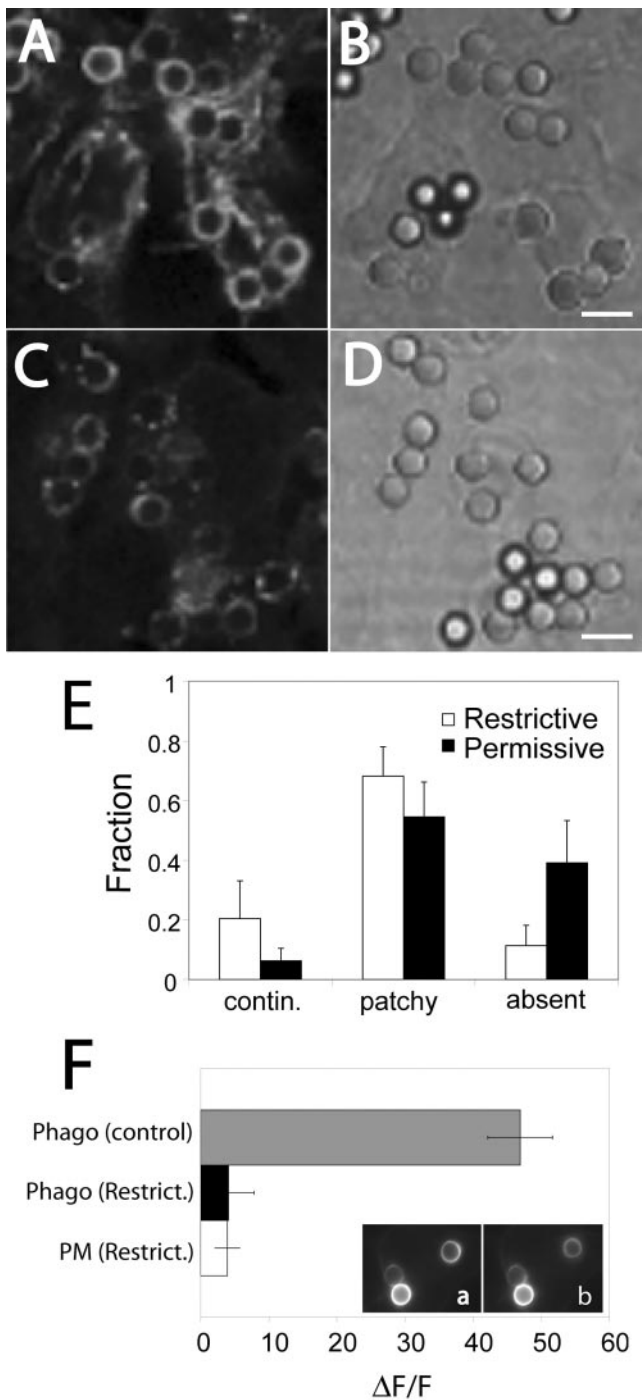 A
B
C
D
E
1
0.8
0.6
0.4
0.2
0
Fraction
Restrictive
Permissive
contin.
patchy
absent
F
Phago (control)
Phago (Restrict.)
PM (Restrict.)
a
b
0
10
20
30
40
50
60
ΔF/F